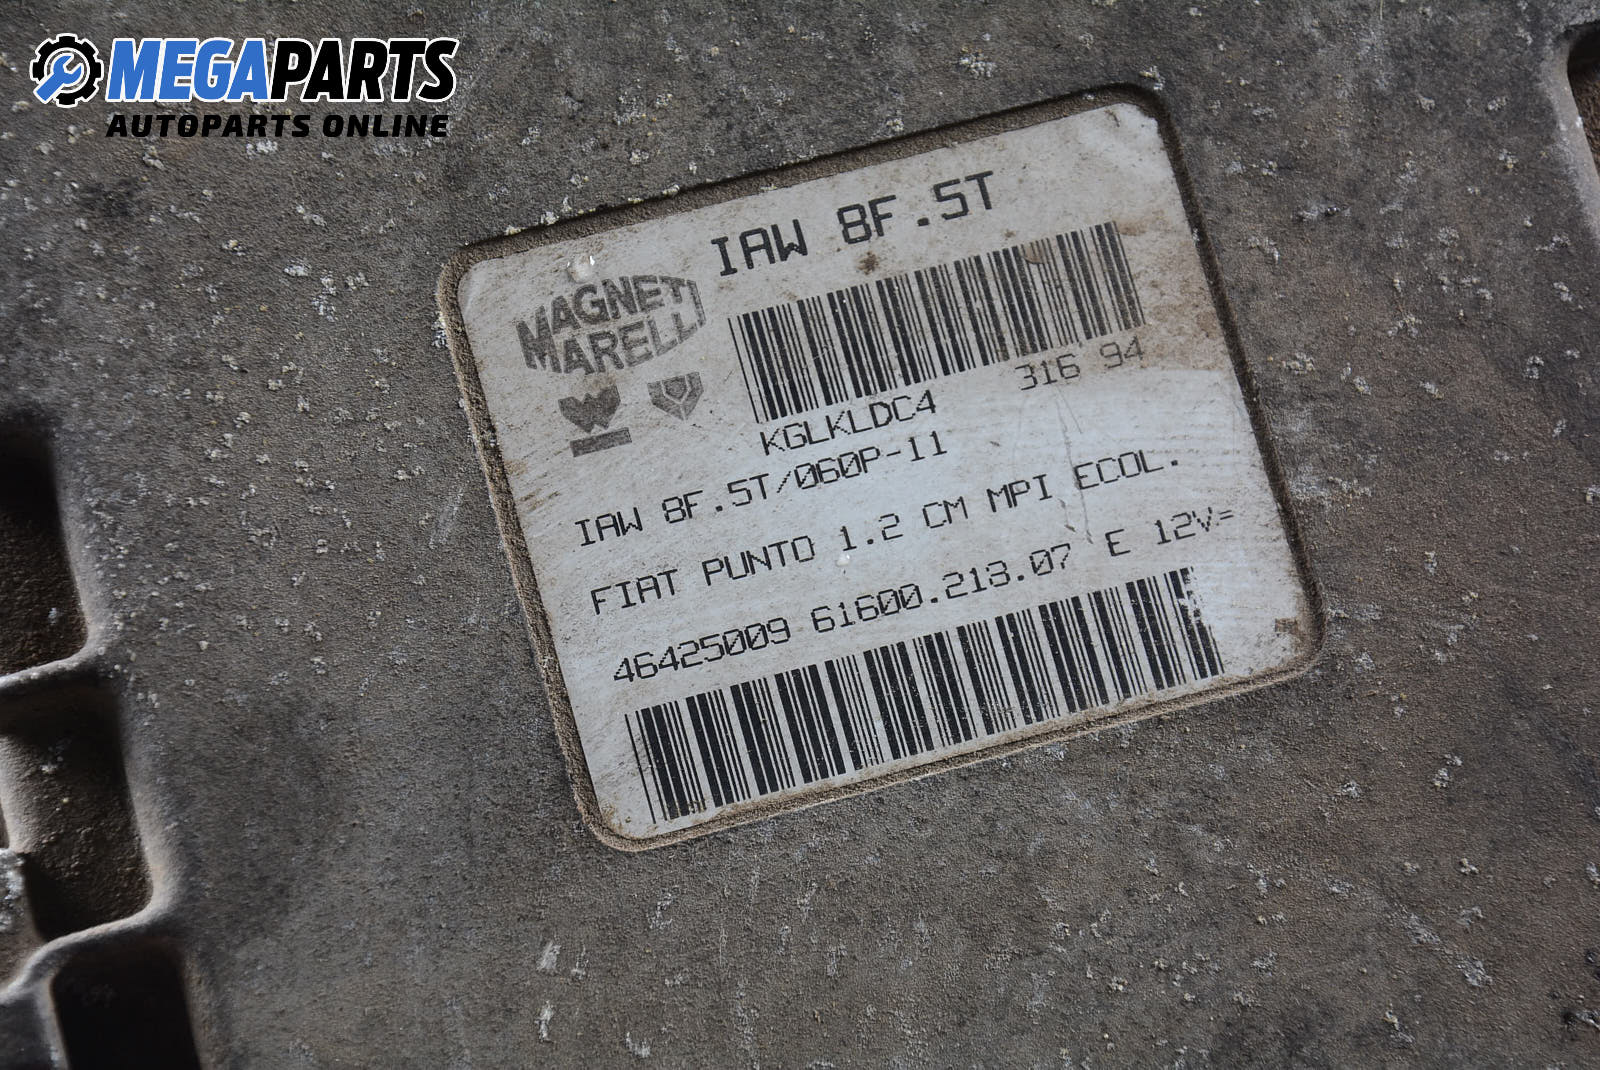 MEGAPARTS
AUTOPARTS ONLINE
IAW 8F.5T
MAGNETI
MARELLI
316 94
KGLKLDC4
IAW 8F.5T/060P-11
FIAT PUNTO 1.2 CM MPI ECOL.
46425009 61600.213.07 E 12V=